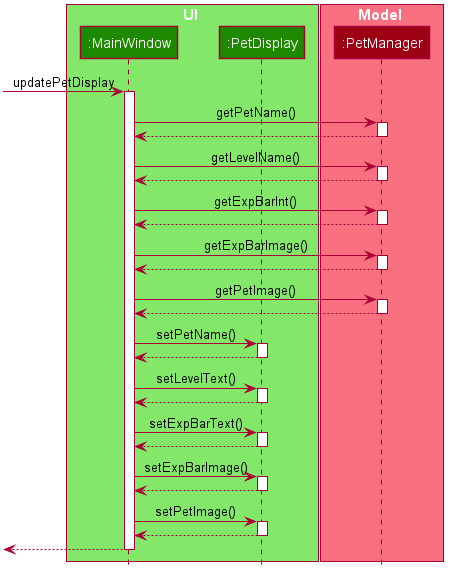 UI
Model
:MainWindow
:PetDisplay
:PetManager
updatePetDisplay
getPetName()
getLevelName()
getExpBarInt()
getExpBarImage()
getPetImage()
setPetName()
setLevelText()
setExpBarText()
setExpBarImage()
setPetImage()